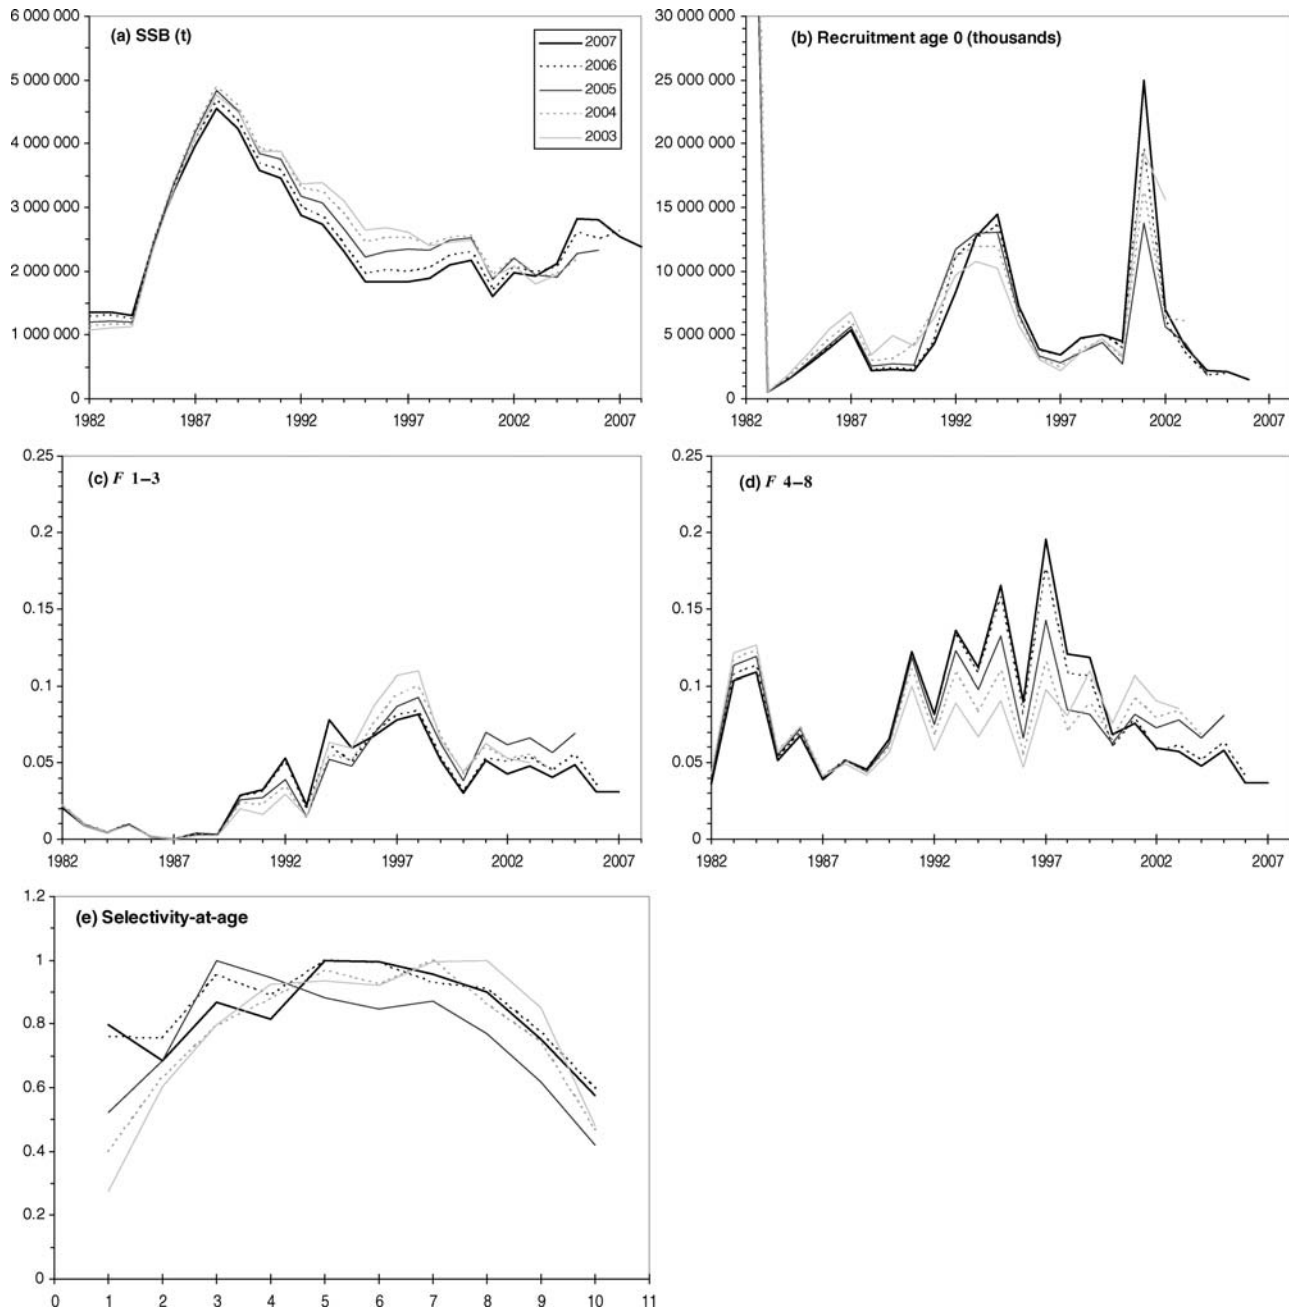 (a) SSB (t)
6 000 000
5 000 000
4 000 000
3 000 000
2 000 000
1 000 000
0
1982 1987 1992 1997 2002 2007
2007
2006
2005
2004
2003
(b) Recruitment age 0 (thousands)
30 000 000
25 000 000
20 000 000
15 000 000
10 000 000
5 000 000
0
1982 1987 1992 1997 2002 2007
(c) F 1–3
0.25
0.2
0.15
0.1
0.05
0
1982 1987 1992 1997 2002 2007
(d) F 4–8
0.25
0.2
0.15
0.1
0.05
0
1982 1987 1992 1997 2002 2007
(e) Selectivity-at-age
1.2
1
0.8
0.6
0.4
0.2
0
0 1 2 3 4 5 6 7 8 9 10 11